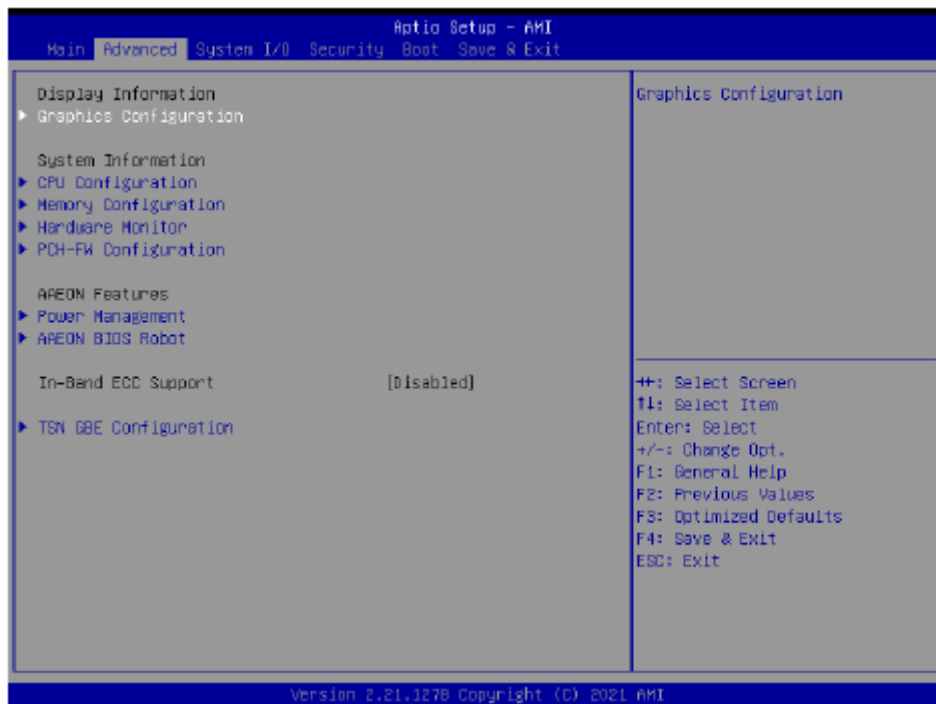 Aptio Setup - AMI
Main Advanced System I/O Security Boot Save & Exit
Display Information
▶ Graphics Configuration
System Information
▶ CPU Configuration
▶ Memory Configuration
▶ Hardware Monitor
▶ PCH-FW Configuration
AAEON Features
▶ Power Management
▶ AAEON BIOS Robot
In-Band ECC Support [Disabled]
▶ TSN GBE Configuration
Graphics Configuration
→←: Select Screen
↑↓: Select Item
Enter: Select
+/-: Change Opt.
F1: General Help
F2: Previous Values
F3: Optimized Defaults
F4: Save & Exit
ESC: Exit
Version 2.21.1278 Copyright (C) 2021 AMI